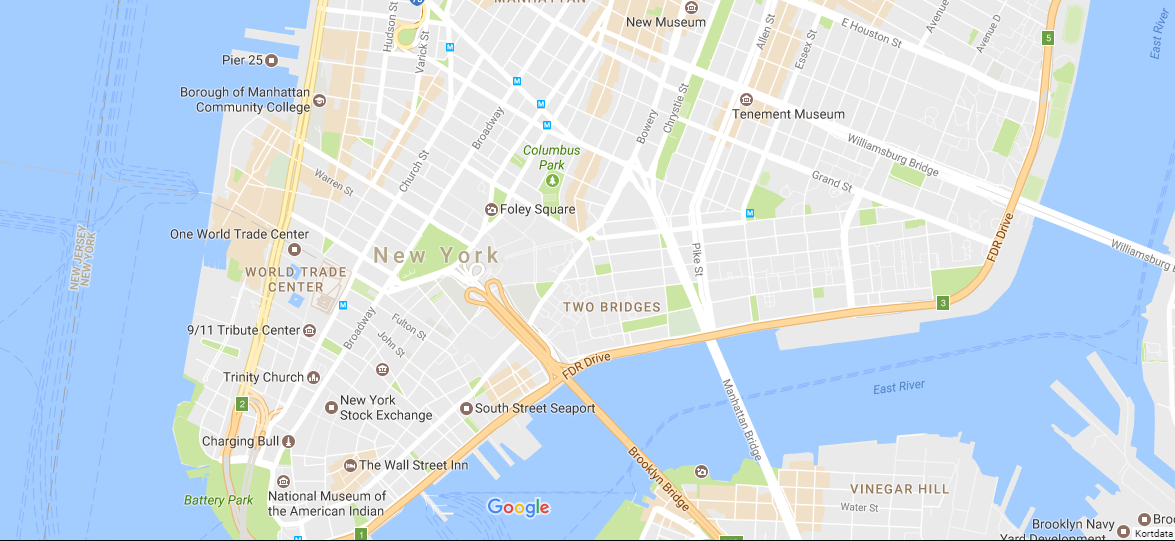 MANHATTAN
New Museum
E Houston St
Avenue
Avenue D
East River
5
Hudson St
Varick St
Allen St
Essex St
Pier 25
M
Borough of Manhattan
Community College
M
M
M
Broadway
Bowery
Chrystie St
Tenement Museum
Columbus
Park
Williamsburg Bridge
Church St
Warren St
Grand St
Foley Square
M
One World Trade Center
New York
Pike St
FDR Drive
Williamsburg B
NEW JERSEY
NEW YORK
WORLD TRADE
CENTER
M
TWO BRIDGES
3
9/11 Tribute Center
Broadway
Fulton St
John St
FDR Drive
Trinity Church
East River
2
New York
Stock Exchange
South Street Seaport
Manhattan Bridge
Charging Bull
The Wall Street Inn
Brooklyn Bridge
VINEGAR HILL
Battery Park
National Museum of
the American Indian
Google
Water St
1
Brooklyn Navy
Yard Development
Broo
Kortdata